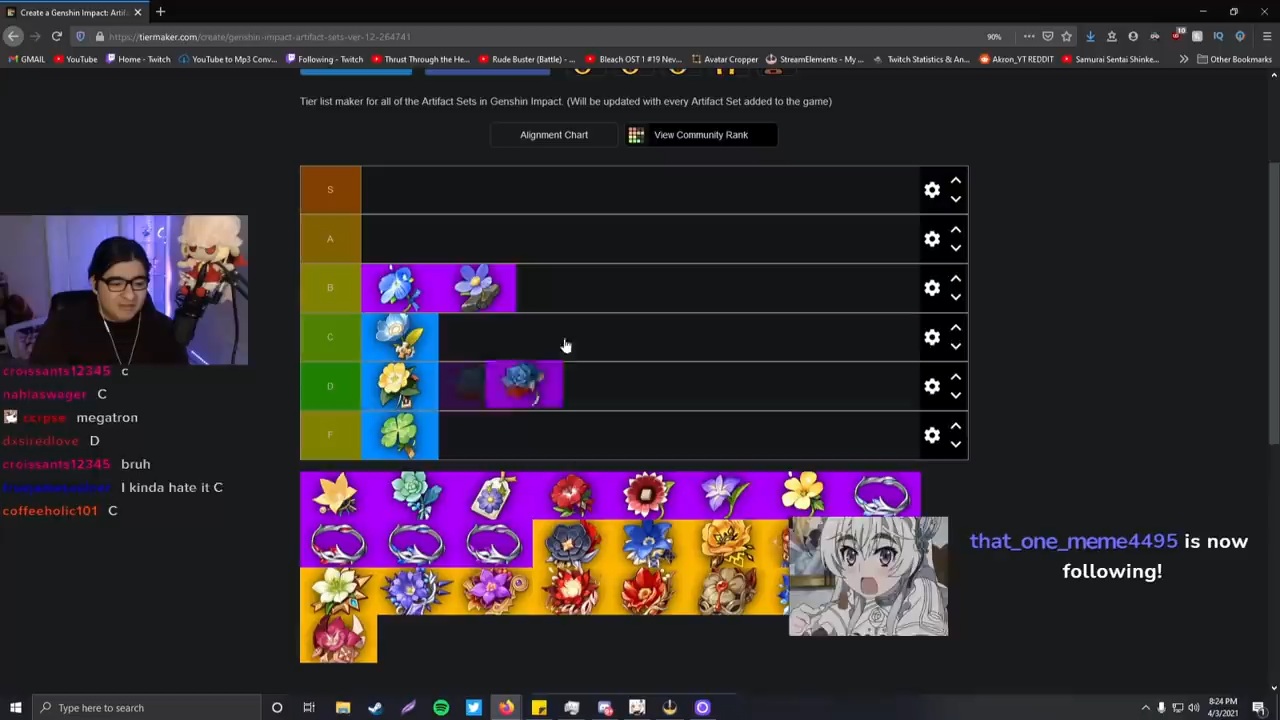 Create a Genshin Impact: Artifa
https://tiermaker.com/create/genshin-impact-artifact-sets-ver-12-264741
90%
GMAIL
YouTube
Home - Twitch
YouTube to Mp3 Conv...
Following - Twitch
Thrust Through the He...
Rude Buster (Battle) - ...
Bleach OST 1 #19 Nev...
Avatar Cropper
StreamElements - My ...
Twitch Statistics & An...
Akron_YT REDDIT
Samurai Sentai Shinke...
Other Bookmarks
Tier list maker for all of the Artifact Sets in Genshin Impact. (Will be updated with every Artifact Set added to the game)
Alignment Chart
View Community Rank
S
A
B
C
D
F
croissants12345 c
nahlaswager C
ccrpse megatron
dxsiredlove D
croissants12345 bruh
I kinda hate it C
coffeeholic101 C
that_one_meme4495 is now
following!
Type here to search
8:24 PM
4/3/2021